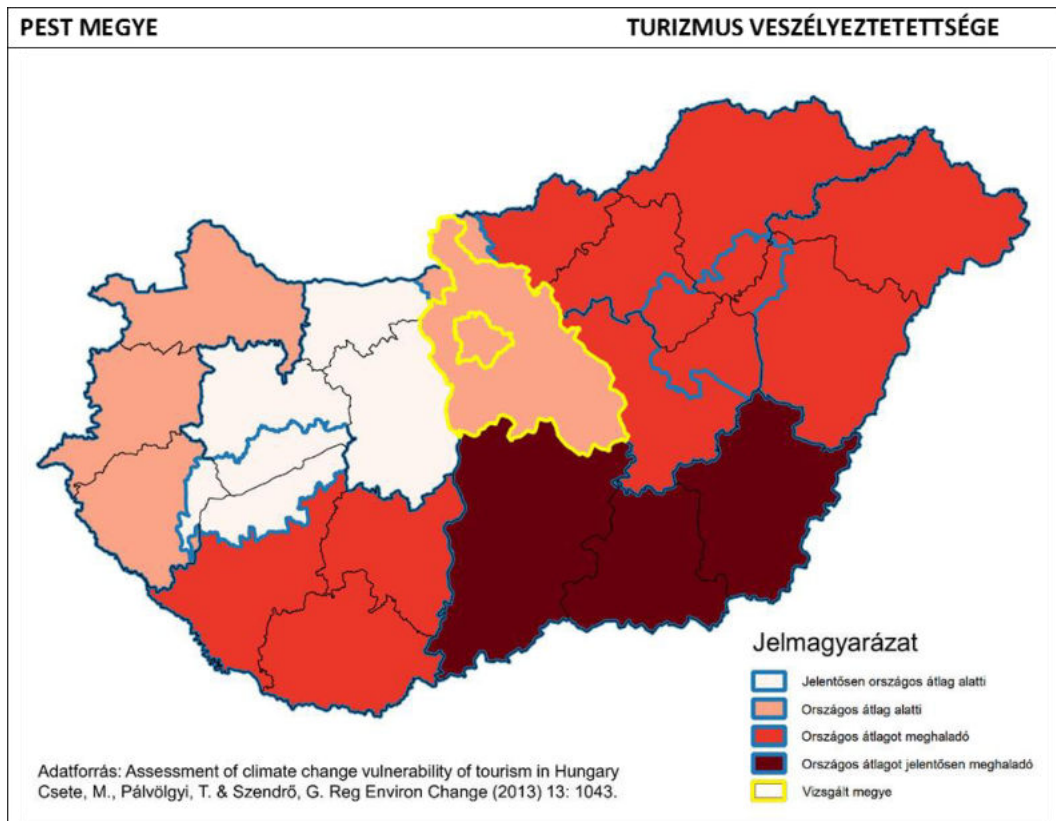 PEST MEGYE
TURIZMUS VESZÉLYEZTETETTSÉGE
Jelmagyarázat
Jelentősen országos átlag alatti
Országos átlag alatti
Országos átlagot meghaladó
Országos átlagot jelentősen meghaladó
Vizsgált megye
Adatforrás: Assessment of climate change vulnerability of tourism in Hungary
Csete, M., Pálvölgyi, T. & Szendrő, G. Reg Environ Change (2013) 13: 1043.